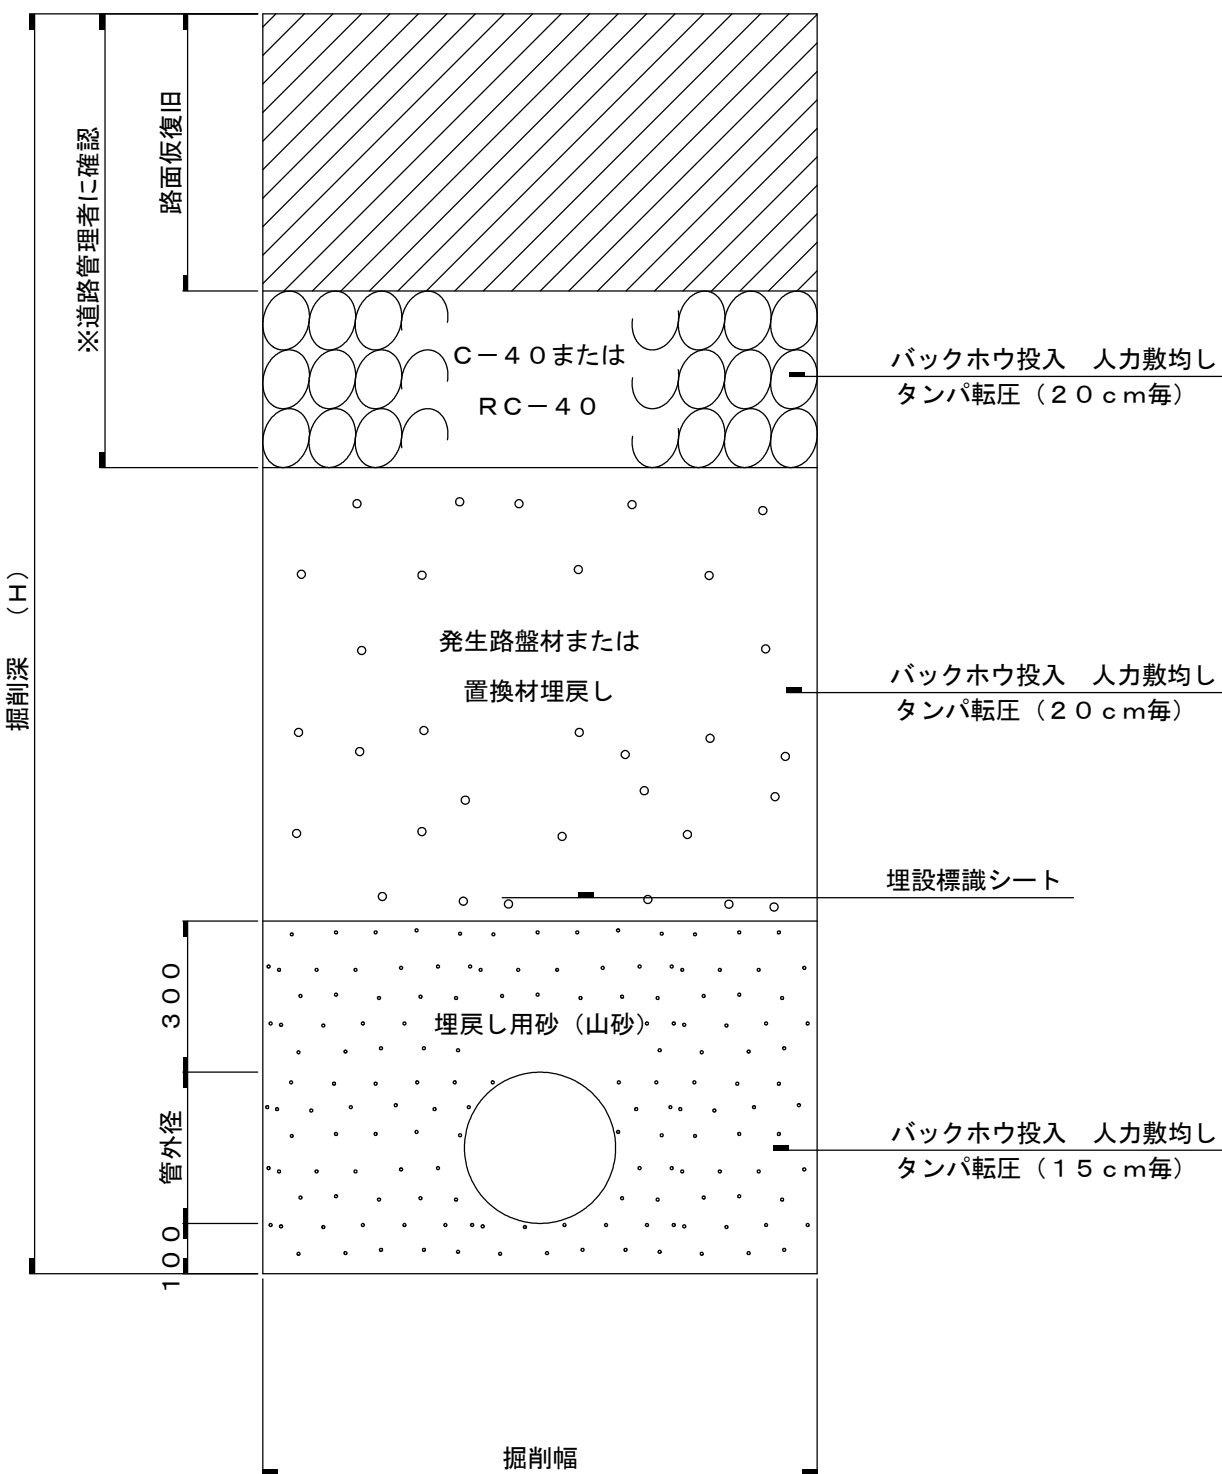 路面仮復旧
※道路管理者に確認
C－40または
RC－40
バックホウ投入　人力敷均し
タンパ転圧（20cm毎）
掘削深　（H）
発生路盤材または
置換材埋戻し
バックホウ投入　人力敷均し
タンパ転圧（20cm毎）
埋設標識シート
300
埋戻し用砂（山砂）
管外径
バックホウ投入　人力敷均し
タンパ転圧（15cm毎）
100
掘削幅